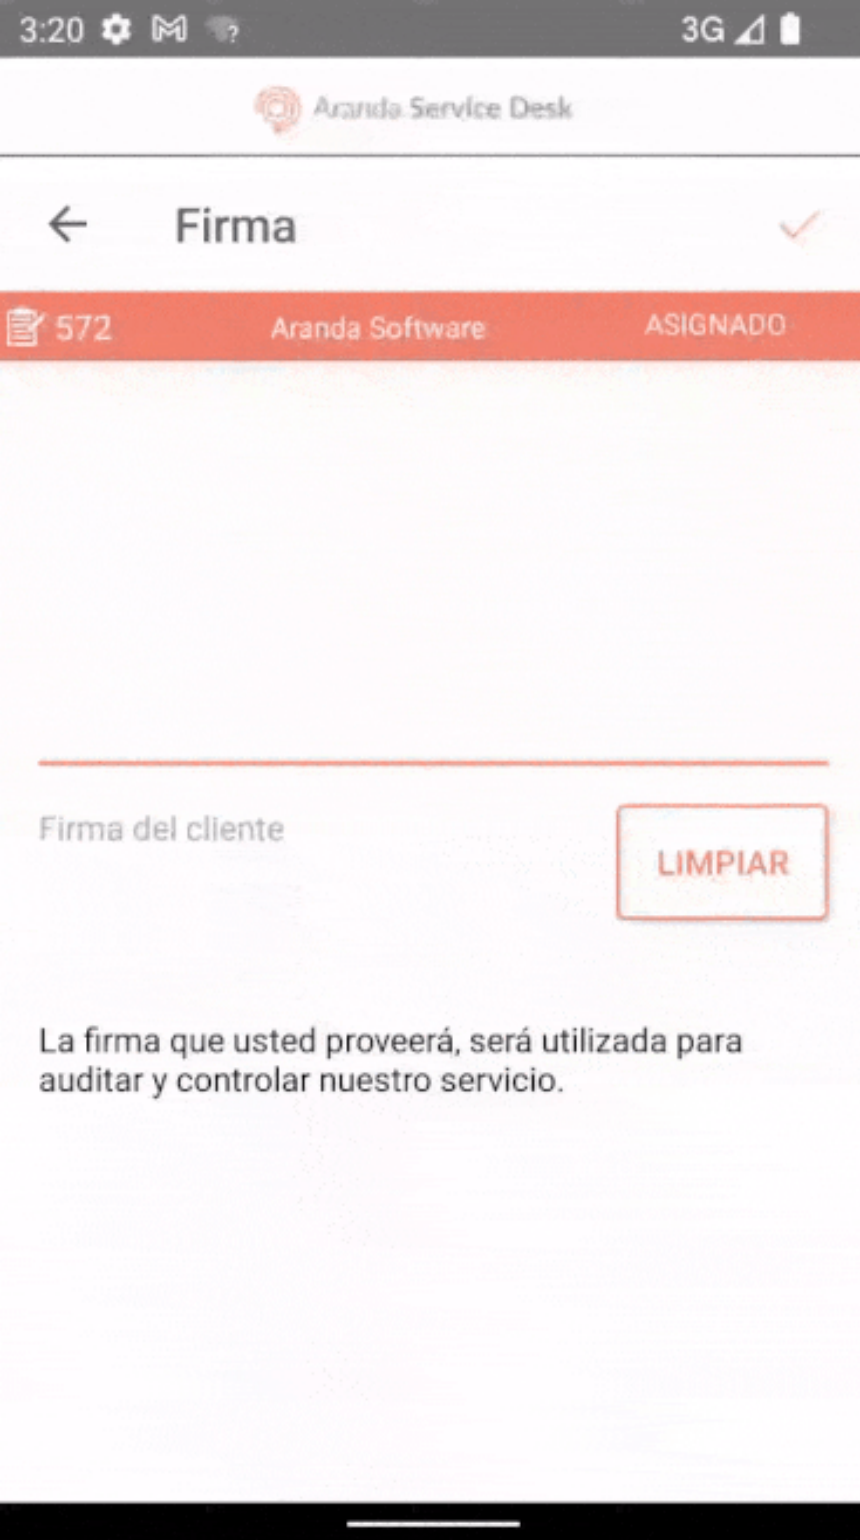 3:20
3G
Aranda Service Desk
Firma
572 Aranda Software ASIGNADO
Firma del cliente
LIMPIAR
La firma que usted proveerá, será utilizada para
auditar y controlar nuestro servicio.